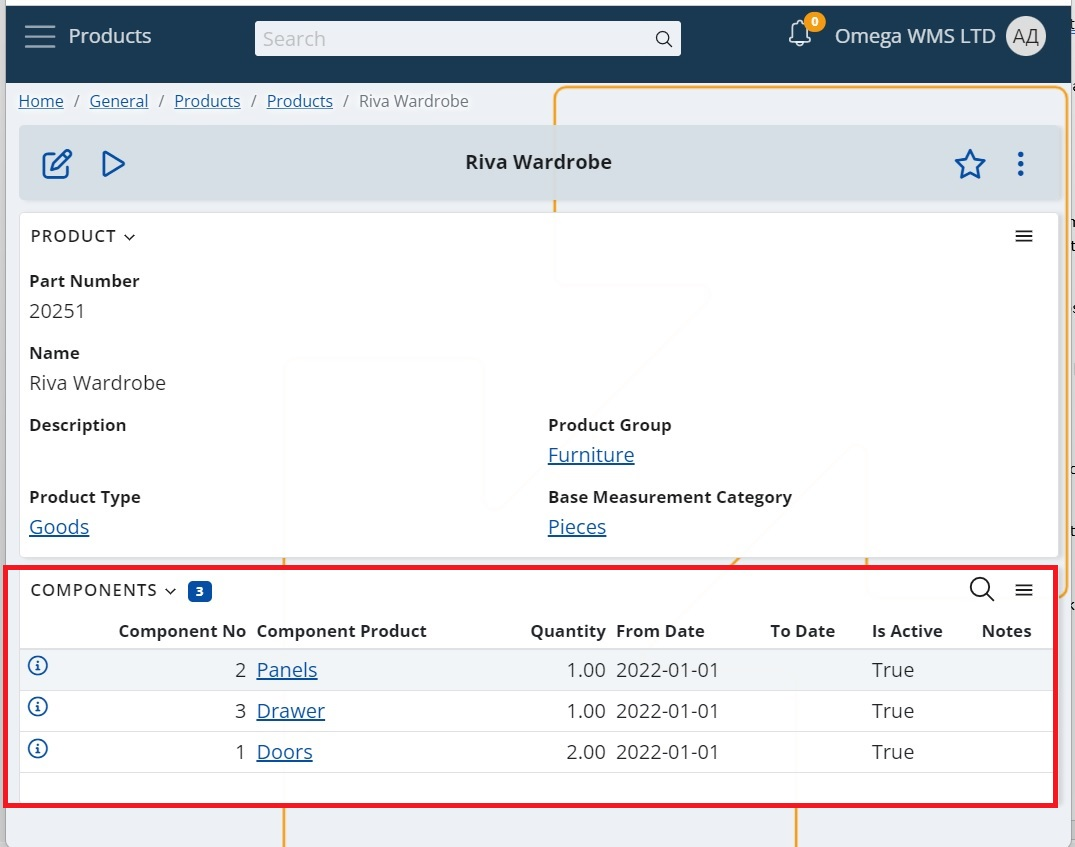 Products Search 0 Omega WMS LTD АД
Home / General / Products / Products / Riva Wardrobe
Riva Wardrobe
PRODUCT
Part Number
20251
Name
Riva Wardrobe
Description Product Group
Furniture
Product Type Base Measurement Category
Goods Pieces
COMPONENTS 3
Component No Component Product Quantity From Date To Date Is Active Notes
2 Panels 1.00 2022-01-01 True
3 Drawer 1.00 2022-01-01 True
1 Doors 2.00 2022-01-01 True